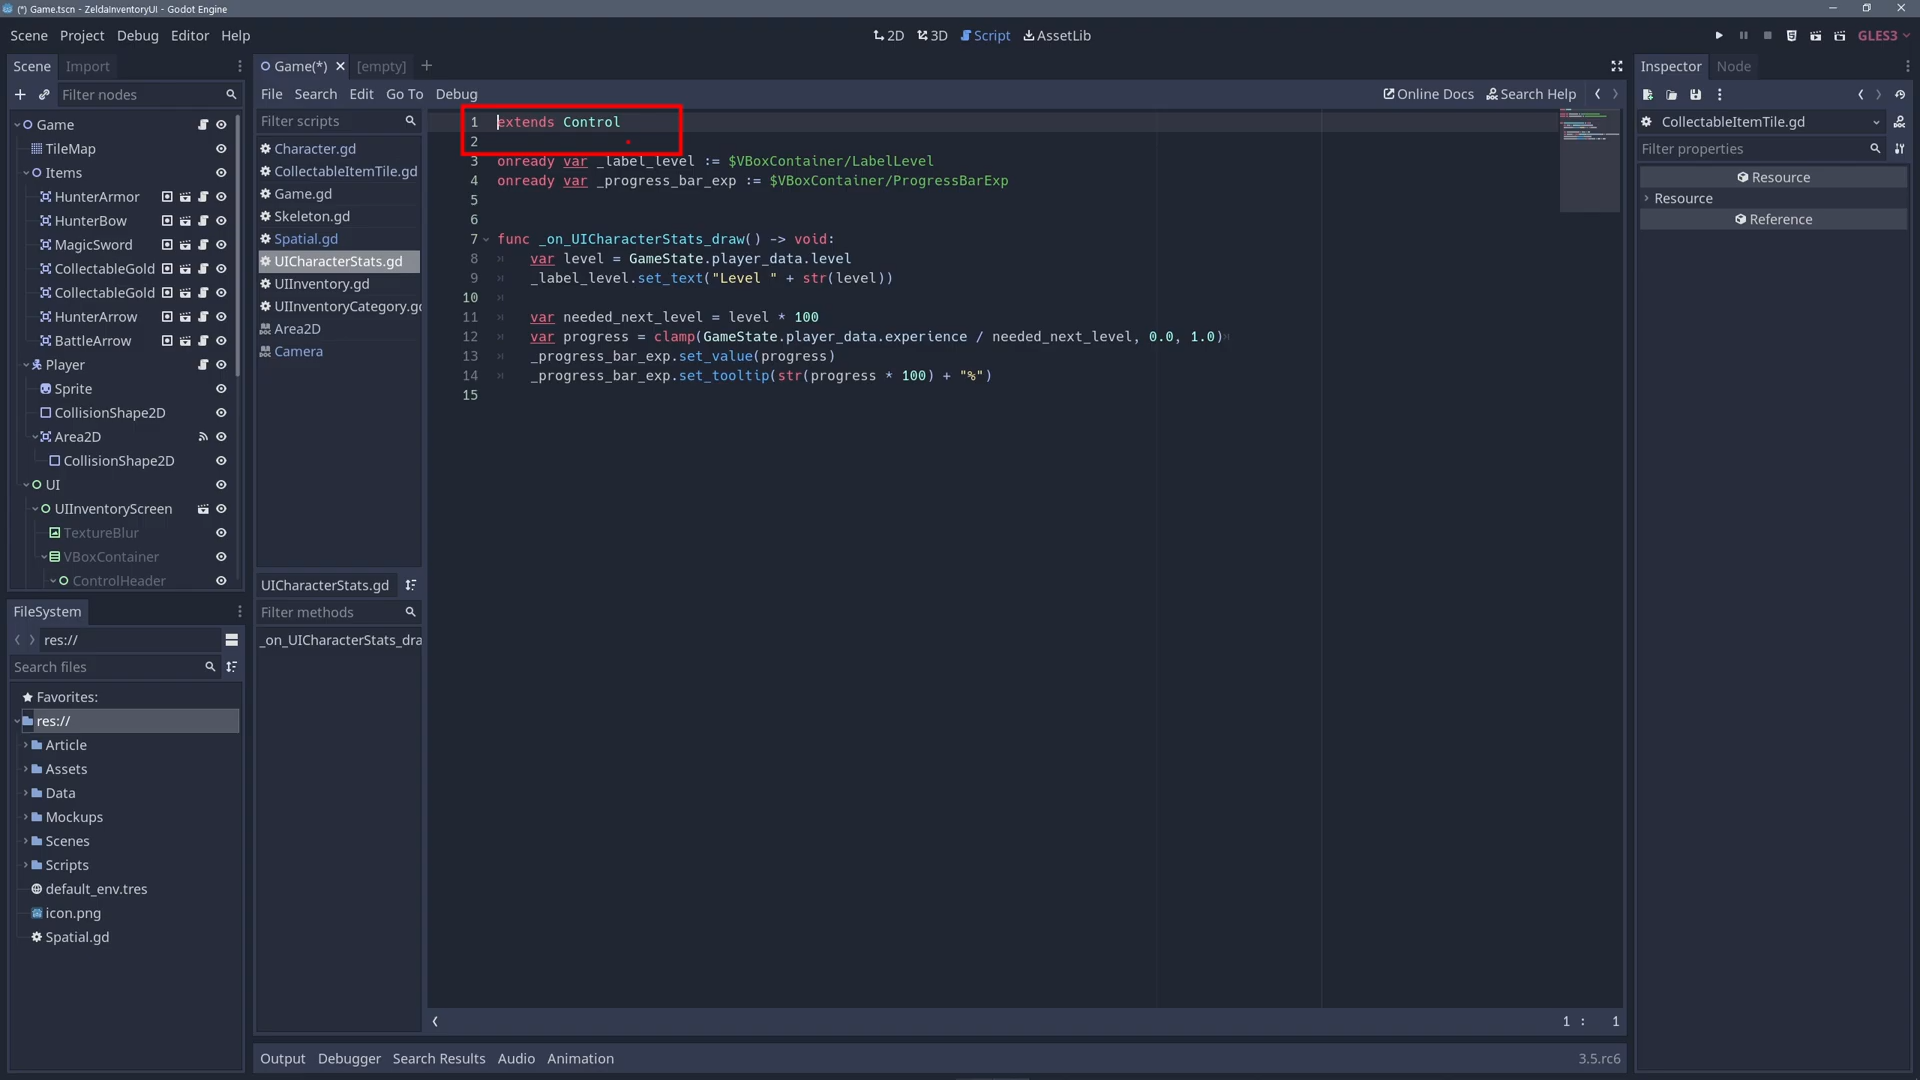 (*) Game.tscn - ZeldaInventoryUI - Godot Engine
Scene Project Debug Editor Help
2D 3D Script AssetLib
GLES3
Scene Import
Filter nodes
Game
TileMap
Items
HunterArmor
HunterBow
MagicSword
CollectableGold
CollectableGold
HunterArrow
BattleArrow
Player
Sprite
CollisionShape2D
Area2D
CollisionShape2D
UI
UIInventoryScreen
TextureBlur
VBoxContainer
ControlHeader
FileSystem
res://
Search files
Favorites:
res://
Article
Assets
Data
Mockups
Scenes
Scripts
default_env.tres
icon.png
Spatial.gd
Game(*) [empty]
File Search Edit Go To Debug
Online Docs Search Help
Filter scripts
Character.gd
CollectableItemTile.gd
Game.gd
Skeleton.gd
Spatial.gd
UICharacterStats.gd
UIInventory.gd
UIInventoryCategory.gd
Area2D
Camera
UICharacterStats.gd
Filter methods
_on_UICharacterStats_dra
1 extends Control
2
3 onready var _label_level := $VBoxContainer/LabelLevel
4 onready var _progress_bar_exp := $VBoxContainer/ProgressBarExp
5
6
7 func _on_UICharacterStats_draw() -> void:
8 var level = GameState.player_data.level
9 _label_level.set_text("Level " + str(level))
10
11 var needed_next_level = level * 100
12 var progress = clamp(GameState.player_data.experience / needed_next_level, 0.0, 1.0)
13 _progress_bar_exp.set_value(progress)
14 _progress_bar_exp.set_tooltip(str(progress * 100) + "%")
15
1 : 1
Output Debugger Search Results Audio Animation
3.5.rc6
Inspector Node
CollectableItemTile.gd
Filter properties
Resource
Resource
Reference